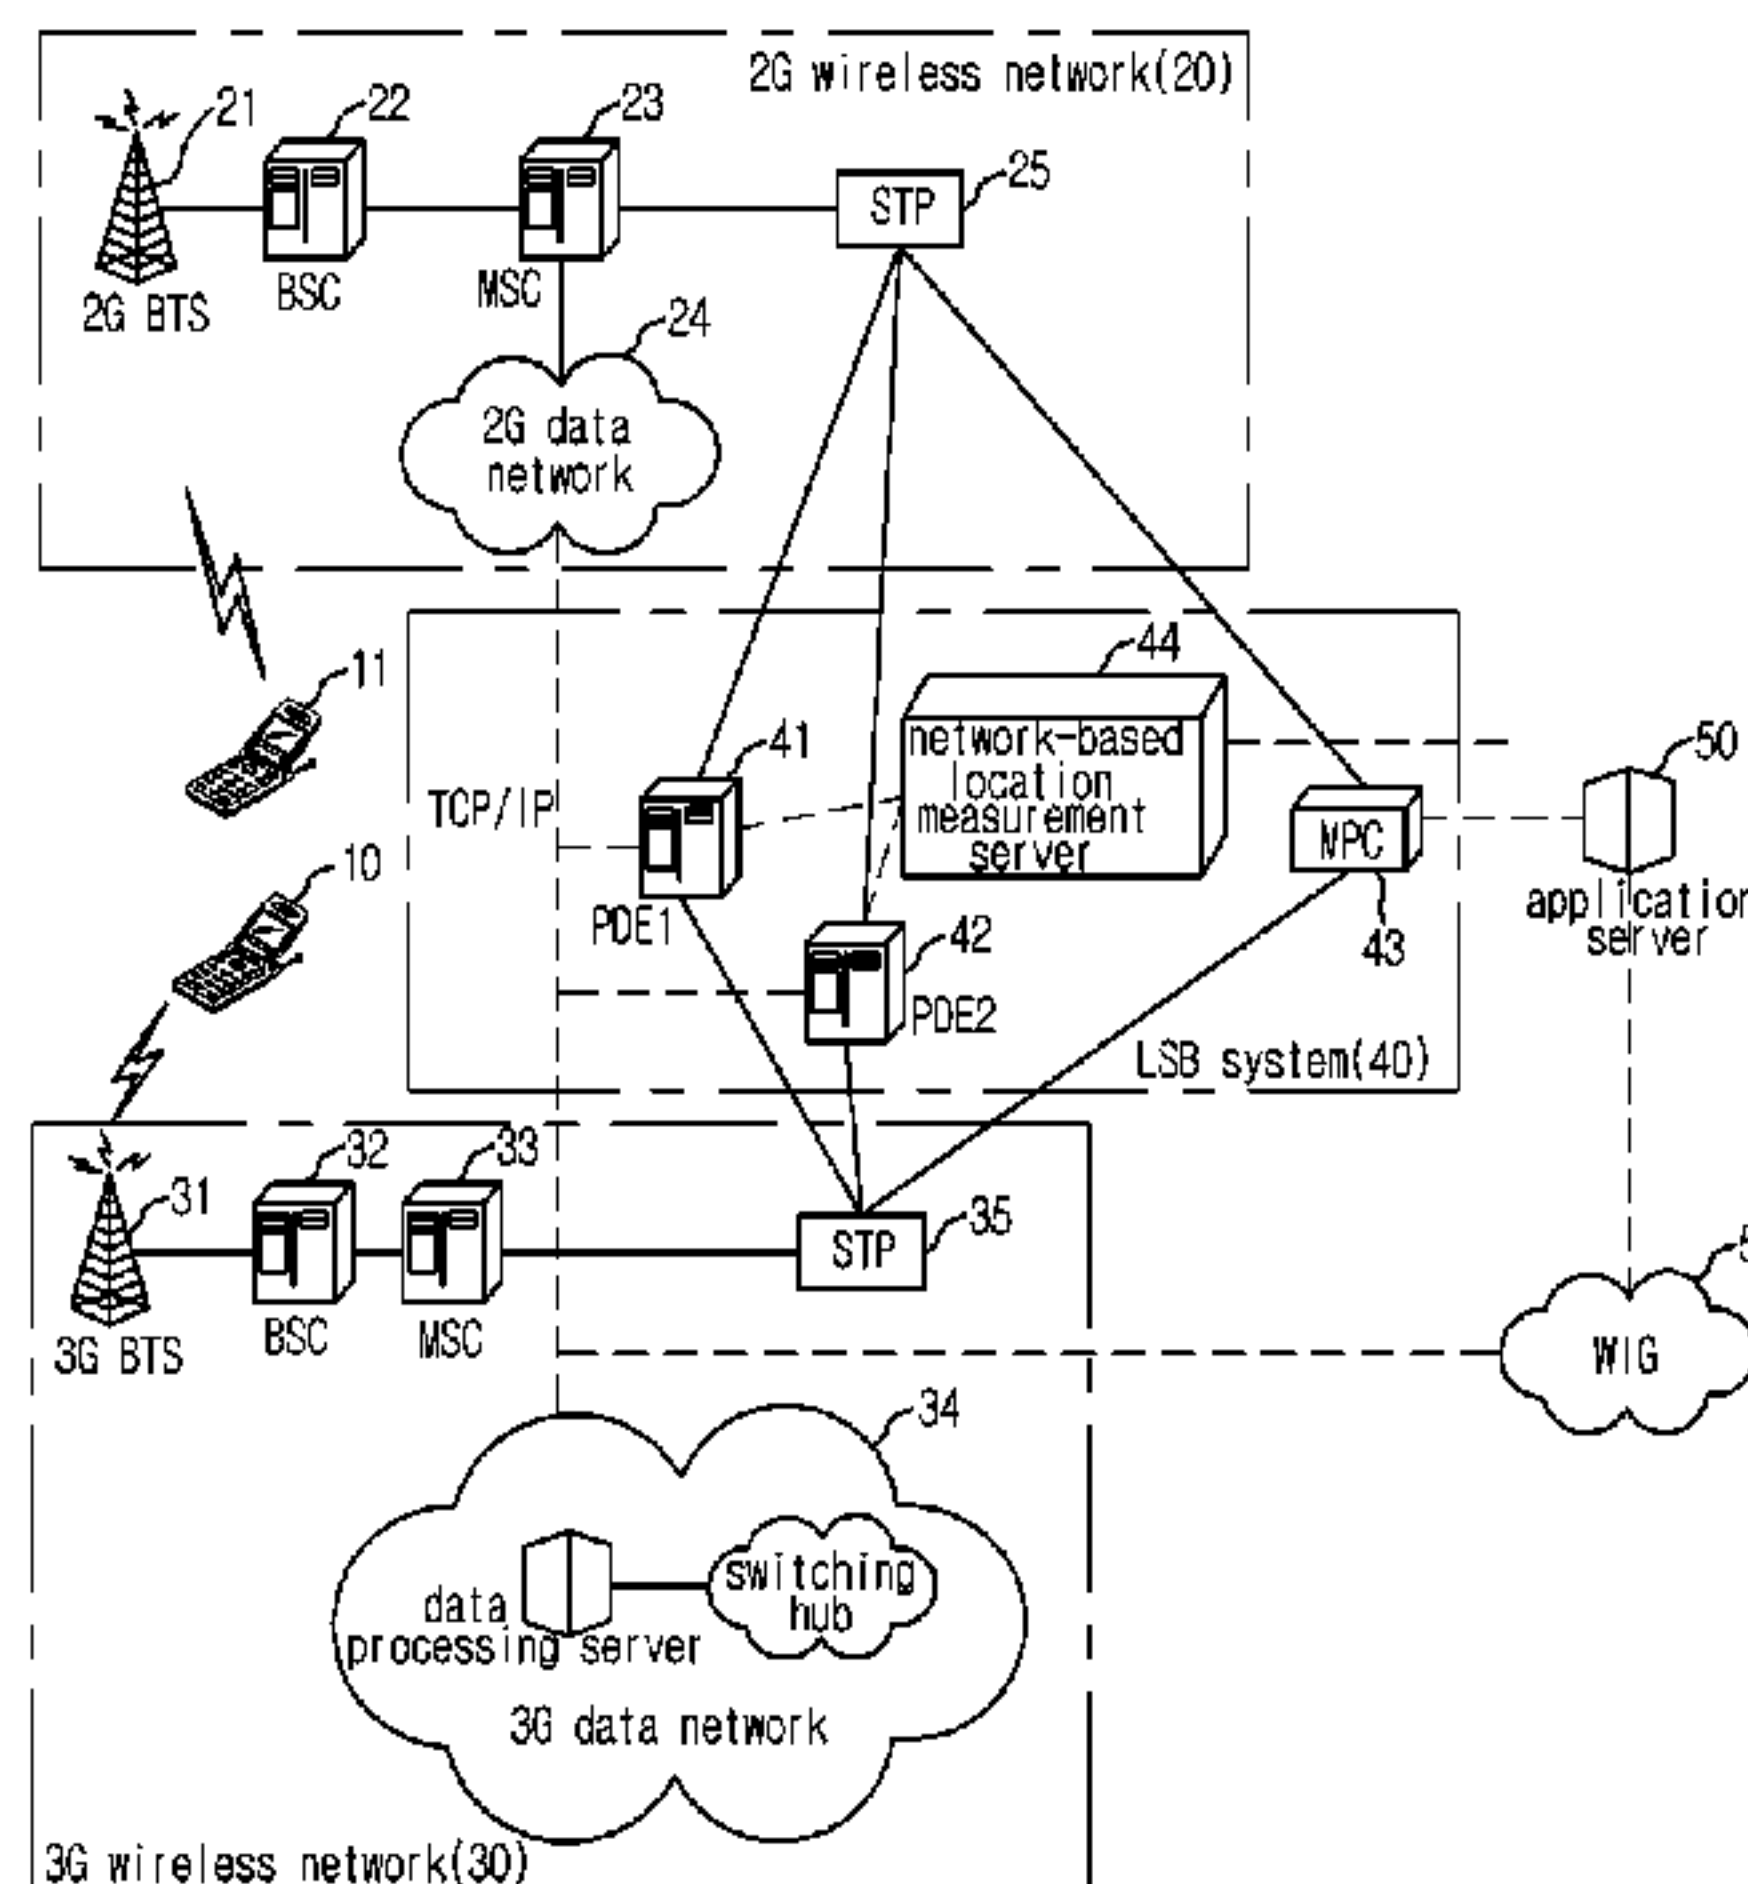 2G wireless network(20)
21
22
23
25
STP
2G BTS
BSC
MSC
24
2G data
network
11
44
41
network-based
location
measurement
server
50
TCP/IP
MPC
10
PDE1
42
43
application
server
PDE2
LSB system(40)
31
32
33
35
STP
3G BTS
BSC
MSC
WIG
34
switching
hub
data
processing server
3G data network
3G wireless network(30)